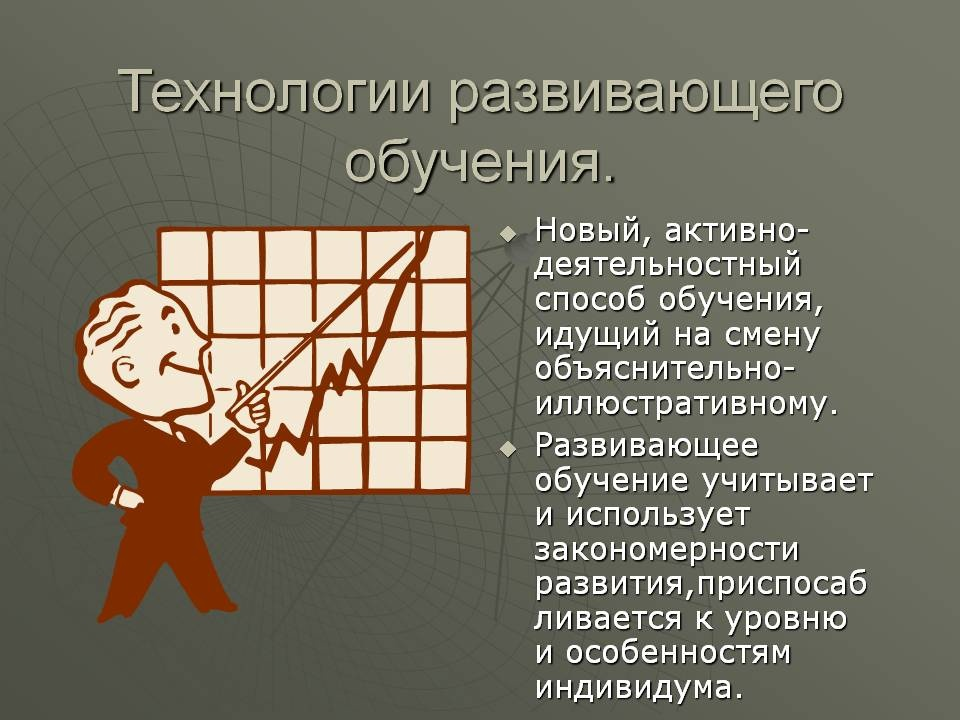 Технологии развивающего
обучения.
Новый, активно-
деятельностный
способ обучения,
идущий на смену
объяснительно-
иллюстративному.
Развивающее
обучение учитывает
и использует
закономерности
развития,приспосаб
ливается к уровню
и особенностям
индивидума.